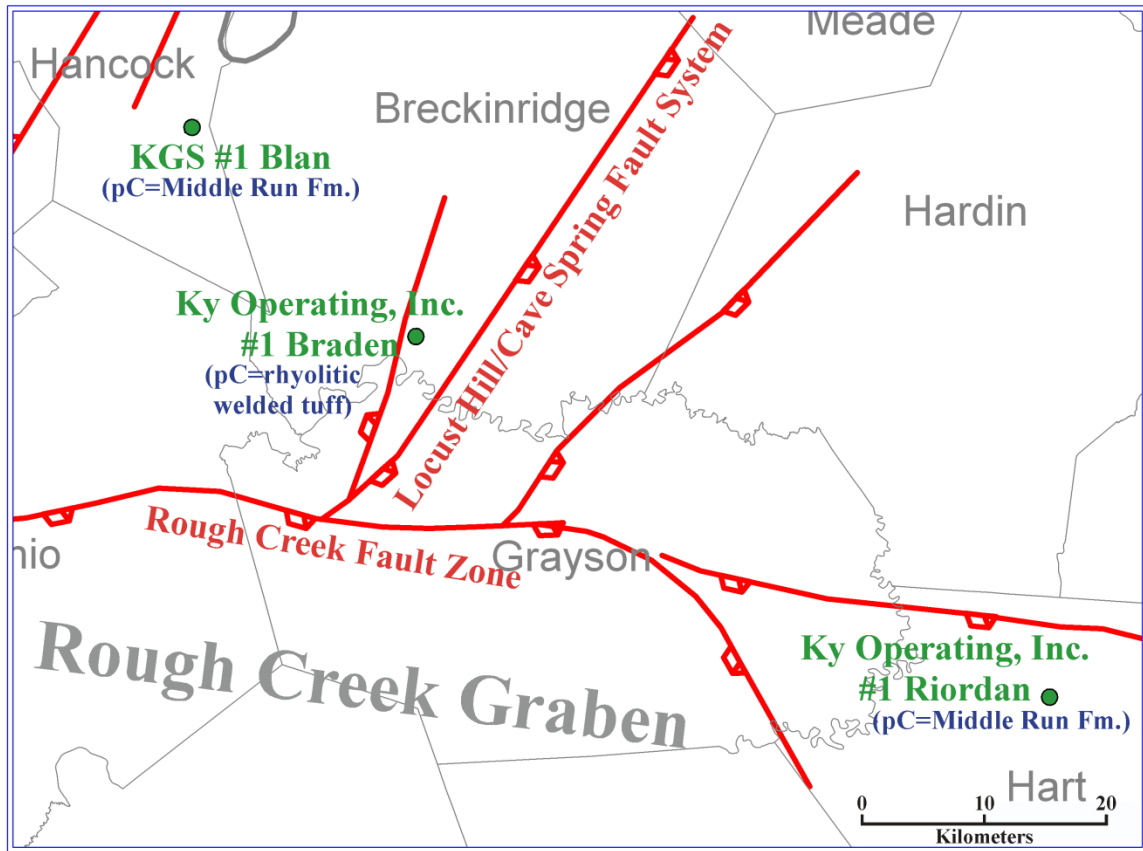 Meade
Hancock
Breckinridge
KGS #1 Blan
(pC=Middle Run Fm.)
Locust Hill/Cave Spring Fault System
Hardin
Ky Operating, Inc.
#1 Braden
(pC=rhyolitic
welded tuff)
Rough Creek Fault Zone
nio
Grayson
Rough Creek Graben
Ky Operating, Inc.
#1 Riordan
(pC=Middle Run Fm.)
Hart
0 10 20
Kilometers